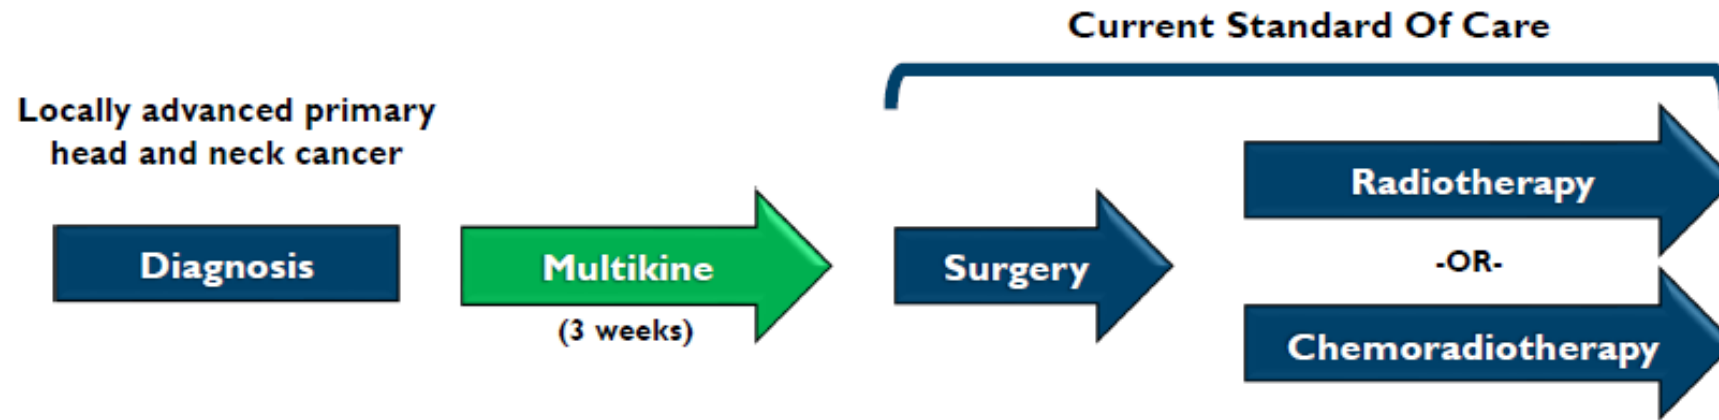 Current Standard Of Care
Locally advanced primary
head and neck cancer
Diagnosis
Multikine
(3 weeks)
Surgery
Radiotherapy
-OR-
Chemoradiotherapy